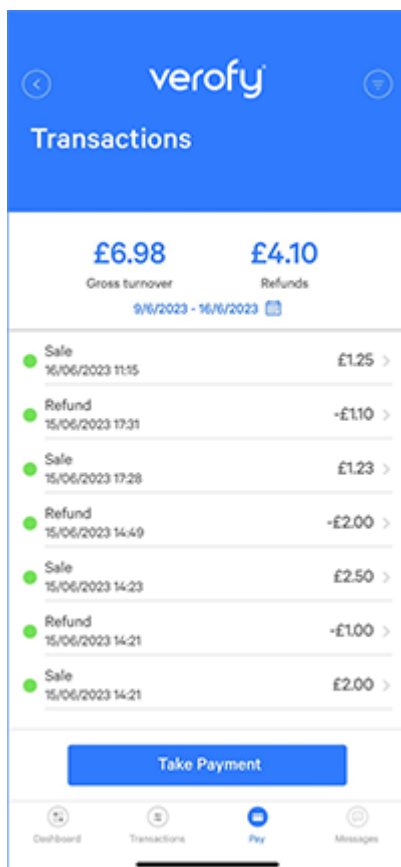 verofy
Transactions
£6.98 £4.10
Gross turnover Refunds
9/6/2023 - 16/6/2023
Sale
16/06/2023 11:15 £1.25
Refund
15/06/2023 17:31 -£1.10
Sale
15/06/2023 17:28 £1.23
Refund
15/06/2023 14:49 -£2.00
Sale
15/06/2023 14:23 £2.50
Refund
15/06/2023 14:21 -£1.00
Sale
15/06/2023 14:21 £2.00
Take Payment
Dashboard Transactions Pay Messages